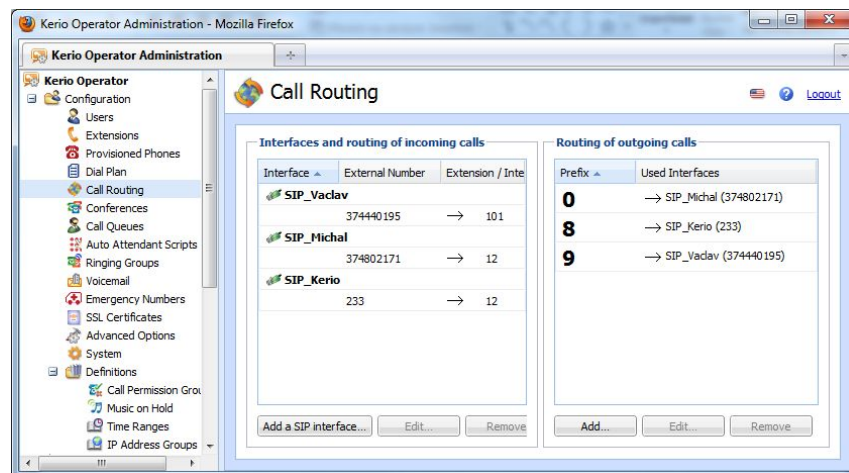 Kerio Operator Administration - Mozilla Firefox
Kerio Operator Administration
Kerio Operator
Configuration
Users
Extensions
Provisioned Phones
Dial Plan
Call Routing
Conferences
Call Queues
Auto Attendant Scripts
Ringing Groups
Voicemail
Emergency Numbers
SSL Certificates
Advanced Options
System
Definitions
Call Permission Grou
Music on Hold
Time Ranges
IP Address Groups
Call Routing
Logout
Interfaces and routing of incoming calls
Interface External Number Extension / Inte
SIP_Vaclav
374440195 → 101
SIP_Michal
374802171 → 12
SIP_Kerio
233 → 12
Add a SIP interface... Edit... Remove
Routing of outgoing calls
Prefix Used Interfaces
0 → SIP_Michal (374802171)
8 → SIP_Kerio (233)
9 → SIP_Vaclav (374440195)
Add... Edit... Remove